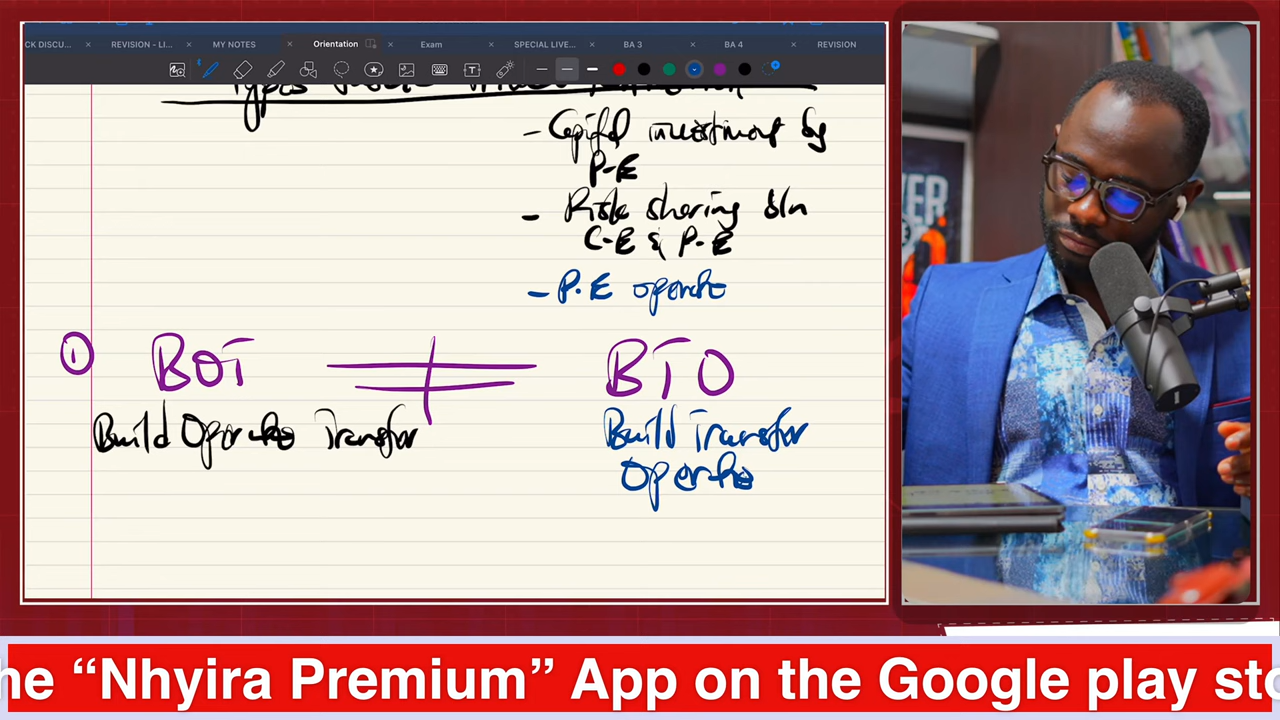 CK DISCU... REVISION - LI... MY NOTES Orientation Exam SPECIAL LIVE... BA 3 BA 4 REVISION
Types
- Capital investment by
P-E
- Risk sharing b/n
C-E & P-E
- P.E operate
① BOT BTO
Build Operate Transfer
Build Transfer
Operate
he “Nhyira Premium” App on the Google play sto